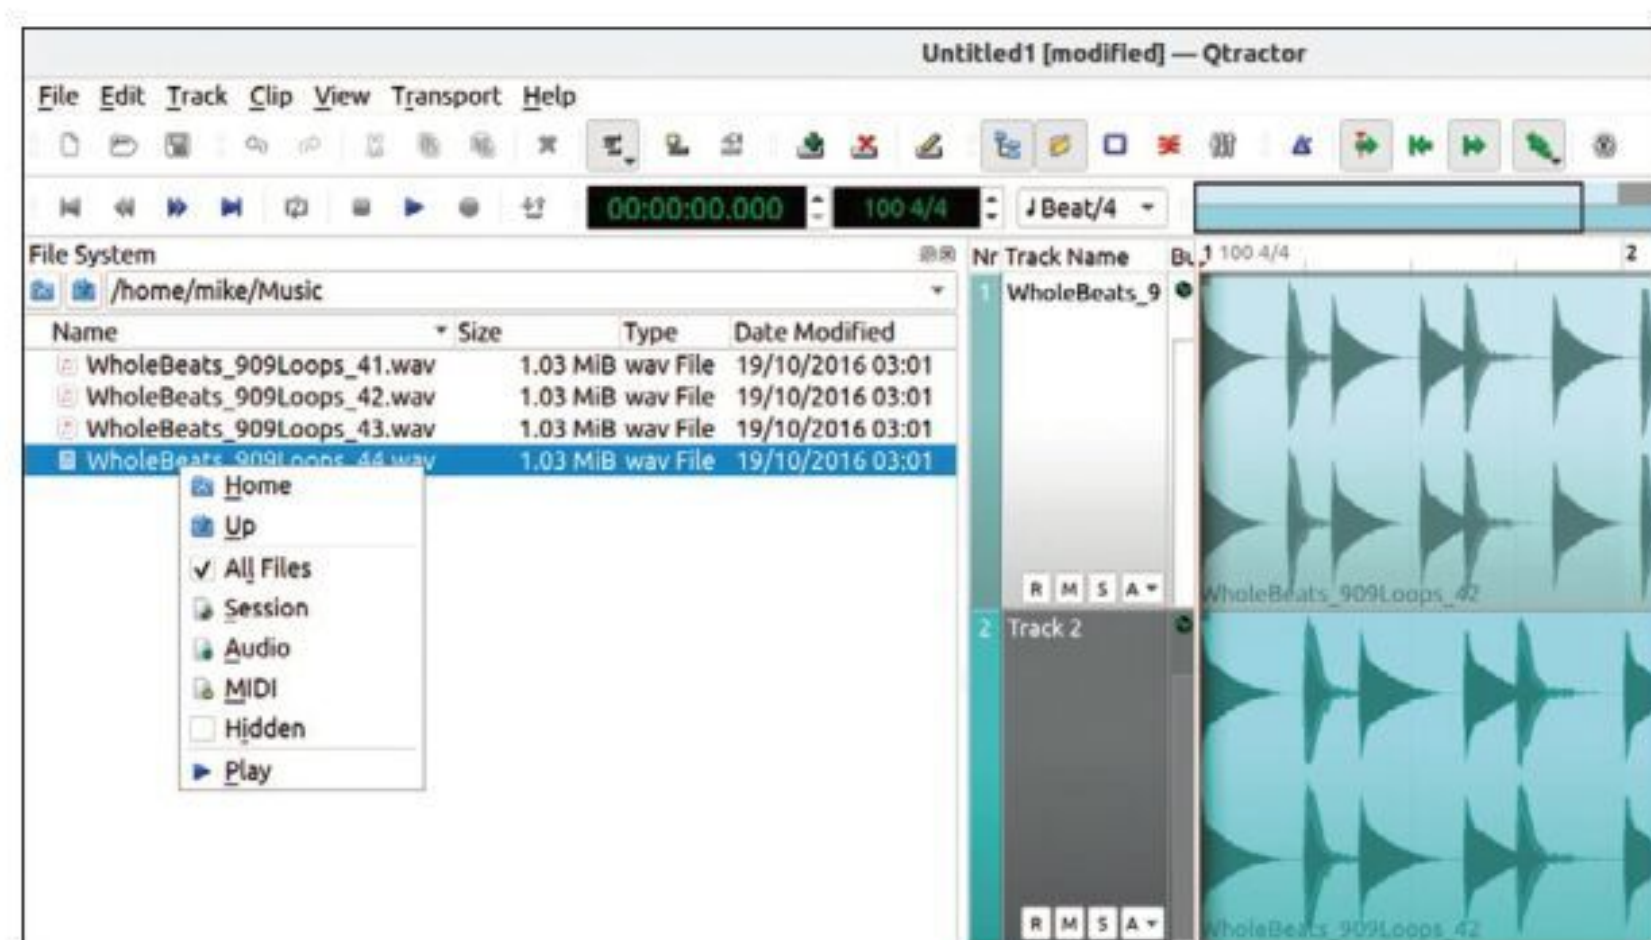 Untitled1 [modified] — Qtractor
File Edit Track Clip View Transport Help
00:00:00.000 100 4/4 Beat/4
File System
/home/mike/Music
Name Size Type Date Modified
WholeBeats_909Loops_41.wav 1.03 MiB wav File 19/10/2016 03:01
WholeBeats_909Loops_42.wav 1.03 MiB wav File 19/10/2016 03:01
WholeBeats_909Loops_43.wav 1.03 MiB wav File 19/10/2016 03:01
WholeBeats_909Loops_44.wav 1.03 MiB wav File 19/10/2016 03:01
Home
Up
All Files
Session
Audio
MIDI
Hidden
Play
Nr Track Name Bu 1 100 4/4 2
1 WholeBeats_9
R M S A
WholeBeats_909Loops_42
2 Track 2
R M S A
WholeBeats_909Loops_42